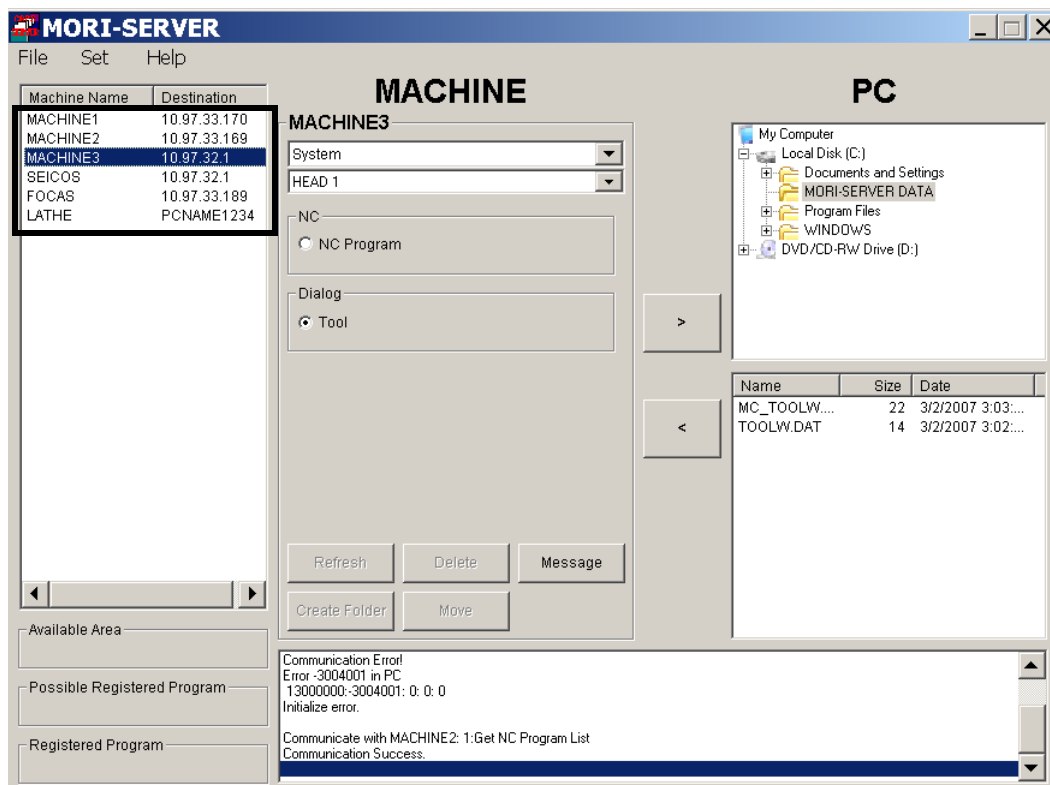 MORI-SERVER
File Set Help
MACHINE
PC
Machine Name Destination
MACHINE1 10.97.33.170
MACHINE2 10.97.33.169
MACHINE3 10.97.32.1
SEICOS 10.97.32.1
FOCAS 10.97.33.189
LATHE PCNAME1234
MACHINE3
System
HEAD 1
NC
NC Program
Dialog
Tool
Refresh Delete Message
Create Folder Move
>
<
My Computer
Local Disk (C:)
Documents and Settings
MORI-SERVER DATA
Program Files
WINDOWS
DVD/CD-RW Drive (D:)
Name Size Date
MC_TOOLW.... 22 3/2/2007 3:03:...
TOOLW.DAT 14 3/2/2007 3:02:...
Available Area
Possible Registered Program
Registered Program
Communication Error!
Error -3004001 in PC
13000000:-3004001: 0: 0: 0
Initialize error.
Communicate with MACHINE2: 1:Get NC Program List
Communication Success.